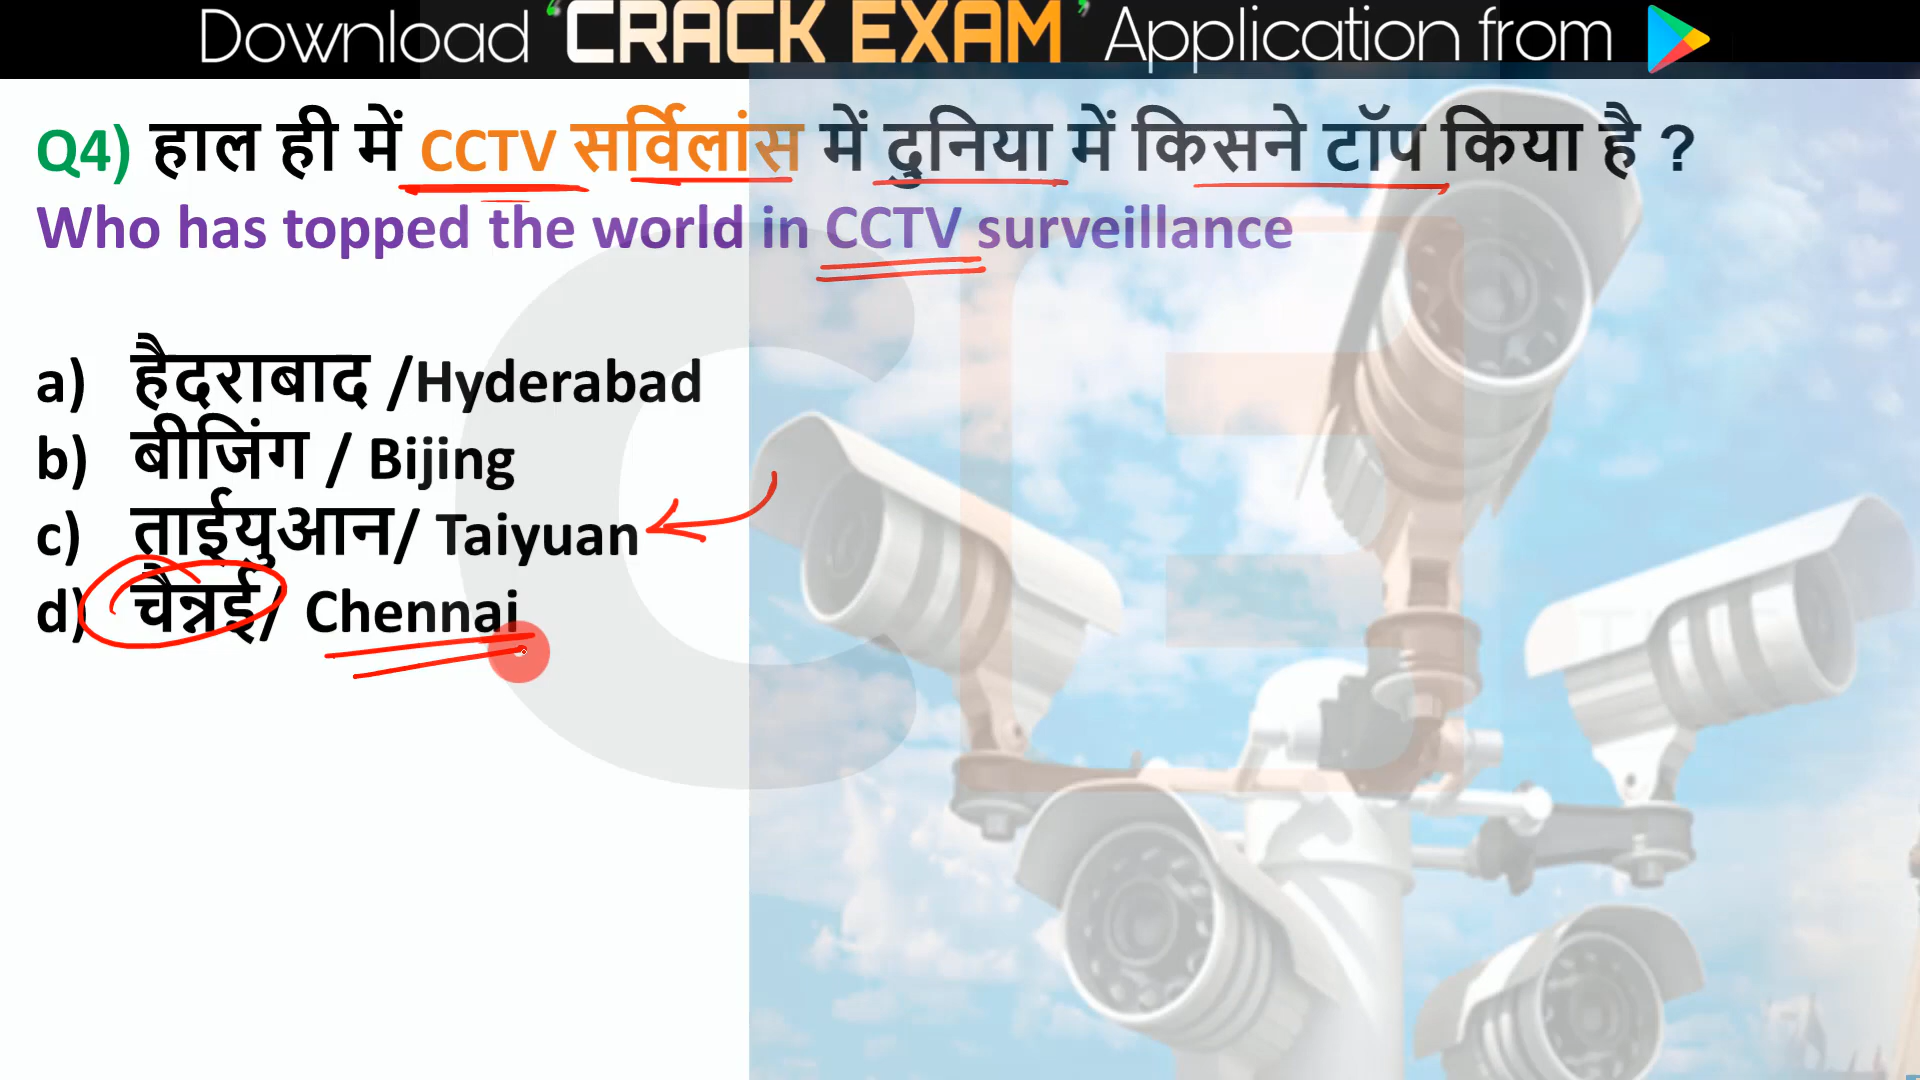 Download ‘CRACK EXAM’ Application from
Q4) हाल ही में CCTV सर्विलांस में दुनिया में किसने टॉप किया है ?
Who has topped the world in CCTV surveillance
a) हैदराबाद /Hyderabad
b) बीजिंग / Bijing
c) ताईयुआन/ Taiyuan
d) चैन्नई/ Chennai